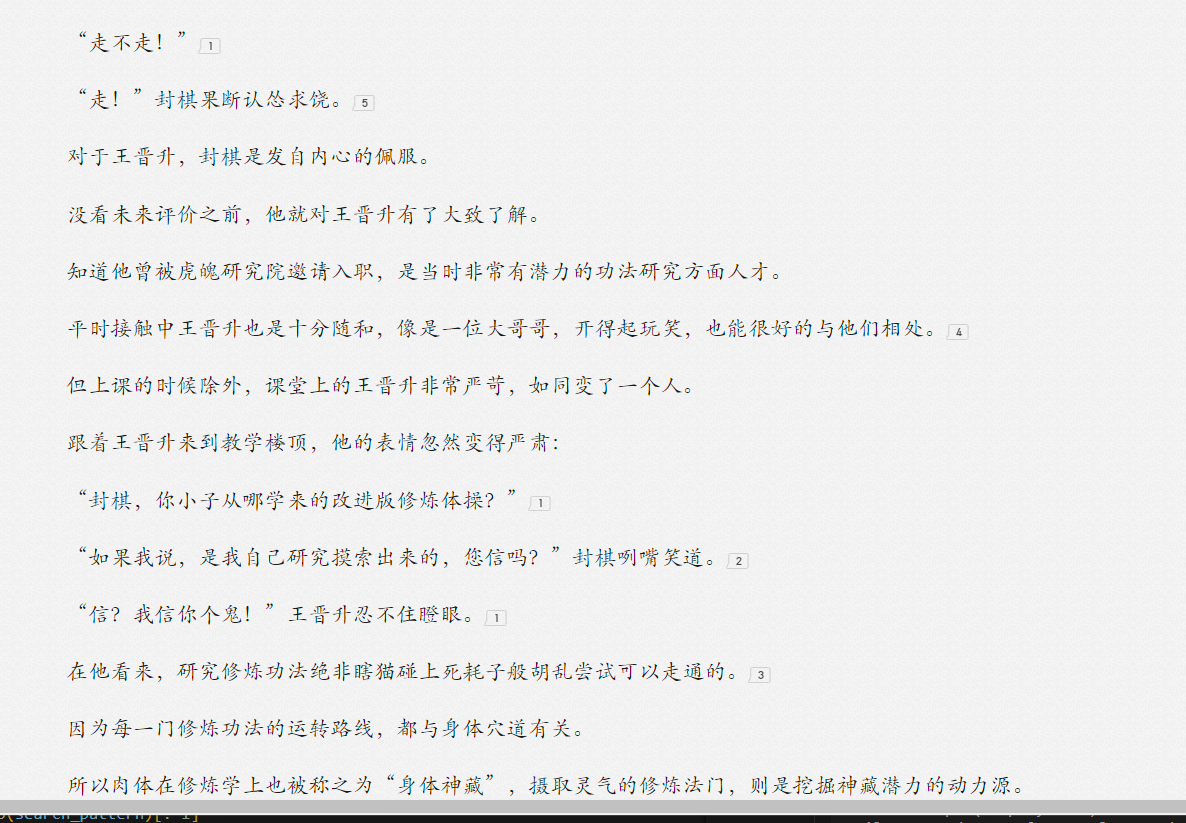 “走不走！” 1
“走！”封棋果断认怂求饶。 5
对于王晋升，封棋是发自内心的佩服。
没看未来评价之前，他就对王晋升有了大致了解。
知道他曾被虎魄研究院邀请入职，是当时非常有潜力的功法研究方面人才。
平时接触中王晋升也是十分随和，像是一位大哥哥，开得起玩笑，也能很好的与他们相处。 4
但上课的时候除外，课堂上的王晋升非常严苛，如同变了一个人。
跟着王晋升来到教学楼顶，他的表情忽然变得严肃：
“封棋，你小子从哪学来的改进版修炼体操？” 1
“如果我说，是我自己研究摸索出来的，您信吗？”封棋咧嘴笑道。 2
“信？我信你个鬼！”王晋升忍不住瞪眼。 1
在他看来，研究修炼功法绝非瞎猫碰上死耗子般胡乱尝试可以走通的。 3
因为每一门修炼功法的运转路线，都与身体穴道有关。
所以肉体在修炼学上也被称之为“身体神藏”，摄取灵气的修炼法门，则是挖掘神藏潜力的动力源。